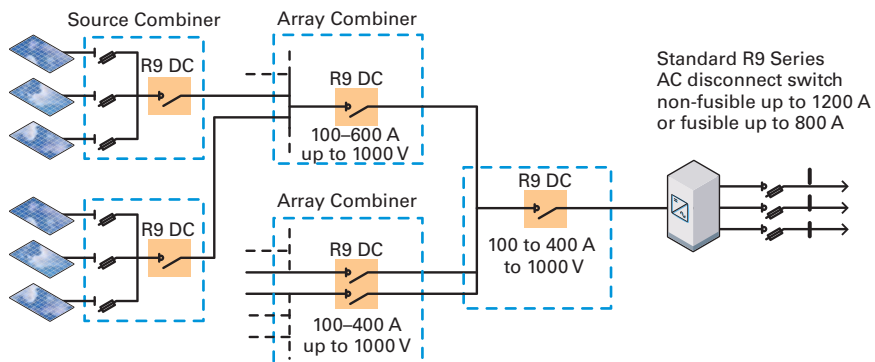 Source Combiner
R9 DC
R9 DC
Array Combiner
R9 DC
100–600 A
up to 1000 V
Array Combiner
R9 DC
100–400 A
up to 1000 V
R9 DC
100 to 400 A
to 1000 V
Standard R9 Series
AC disconnect switch
non-fusible up to 1200 A
or fusible up to 800 A